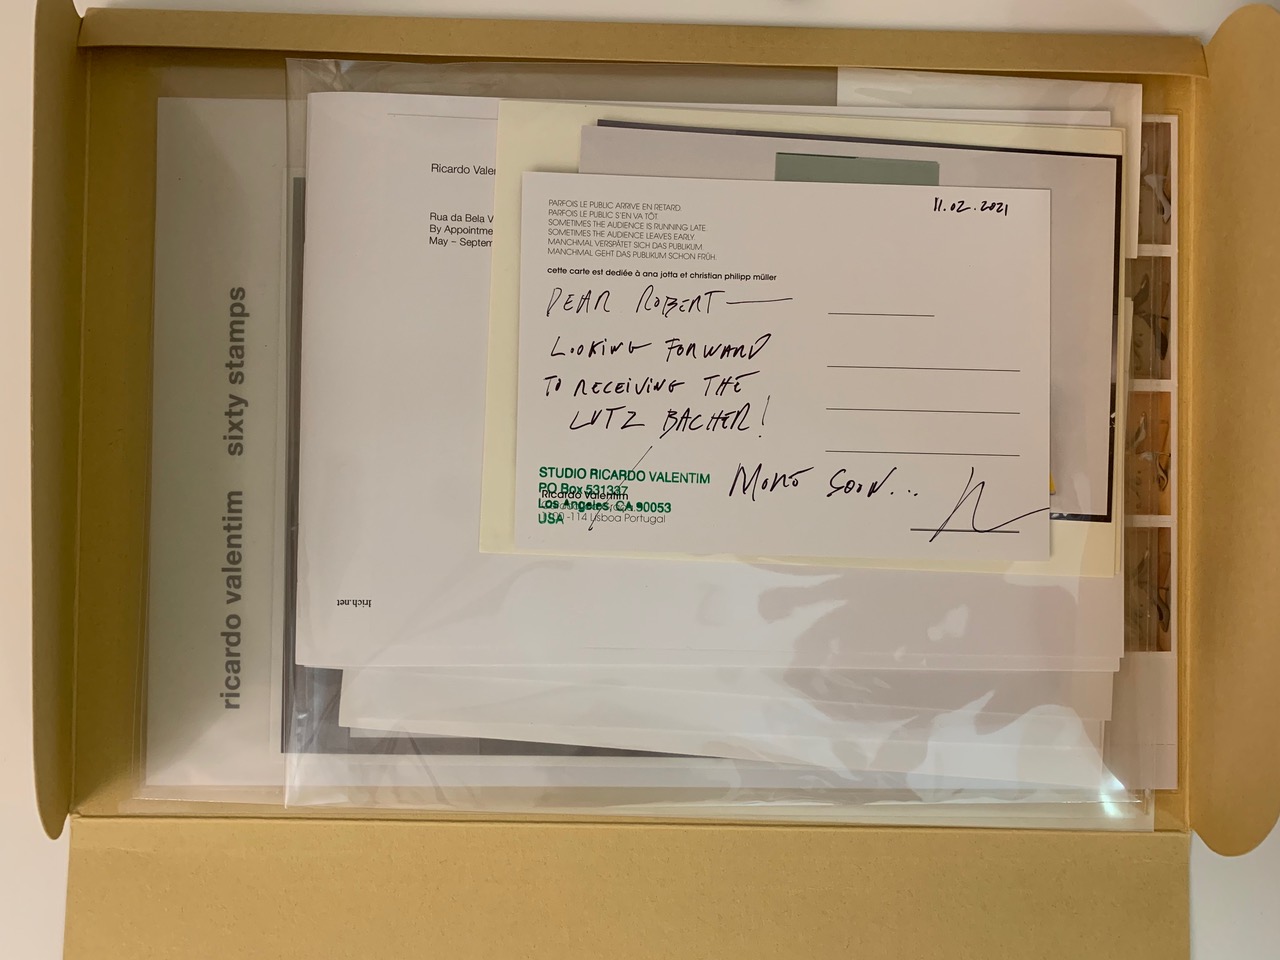 ricardo valentim sixty stamps
Ricardo Valen
Rua da Bela V
By Appointme
May – Septem
PARFOIS LE PUBLIC ARRIVE EN RETARD.
PARFOIS LE PUBLIC S'EN VA TÔT.
SOMETIMES THE AUDIENCE IS RUNNING LATE.
SOMETIMES THE AUDIENCE LEAVES EARLY.
MANCHMAL VERSPÄTET SICH DAS PUBLIKUM.
MANCHMAL GEHT DAS PUBLIKUM SCHON FRÜH.
11.02.2021
cette carte est dediée à ana jotta et christian philipp müller
DEAR ROBERT —
LOOKING FORWARD
TO RECEIVING THE
LUTZ BACHER!
MORE SOON...
STUDIO RICARDO VALENTIM
PO Box 531337
Los Angeles, CA 90053
USA
Ricardo Valentim
-114 Lisboa Portugal